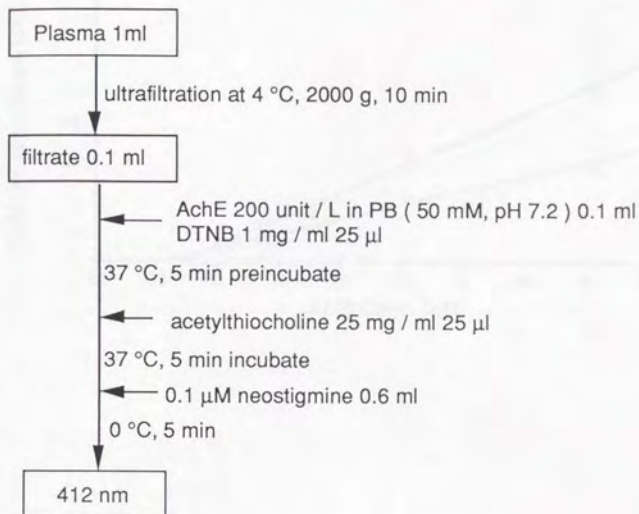 Plasma 1ml
ultrafiltration at 4 °C, 2000 g, 10 min
filtrate 0.1 ml
AchE 200 unit / L in PB ( 50 mM, pH 7.2 ) 0.1 ml
DTNB 1 mg / ml 25 µl
37 °C, 5 min preincubate
acetylthiocholine 25 mg / ml 25 µl
37 °C, 5 min incubate
0.1 µM neostigmine 0.6 ml
0 °C, 5 min
412 nm